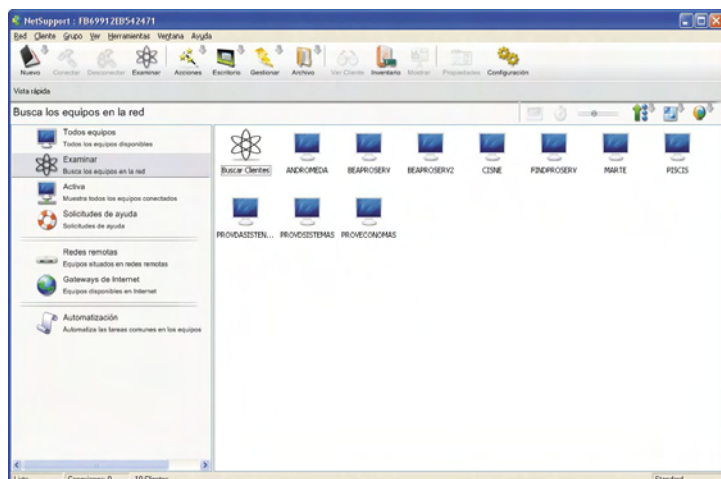 NetSupport : FB69912EB542471
Red Cliente Grupo Ver Herramientas Ventana Ayuda
Nuevo Conectar Desconectar Examinar Acciones Escritorio Gestionar Archivo Ver Cliente Inventario Mostrar Propiedades Configuración
Vista rápida
Busca los equipos en la red
Todos equipos
Todos los equipos disponibles
Examinar
Busca los equipos en la red
Activa
Muestra todos los equipos conectados
Solicitudes de ayuda
Solicitudes de ayuda
Redes remotas
Equipos situados en redes remotas
Gateways de Internet
Equipos disponibles en Internet
Automatización
Automatiza las tareas comunes en los equipos
Buscar Clientes ANDROMEDA BEAPROSERV BEAPROSERV2 CISNE FINDPROSERV MARTE PISCIS
PROVDASISTEN... PROVDSISTEMAS PROVECONOMAS
Listo Conexiones: 0 10 Clientes Standard